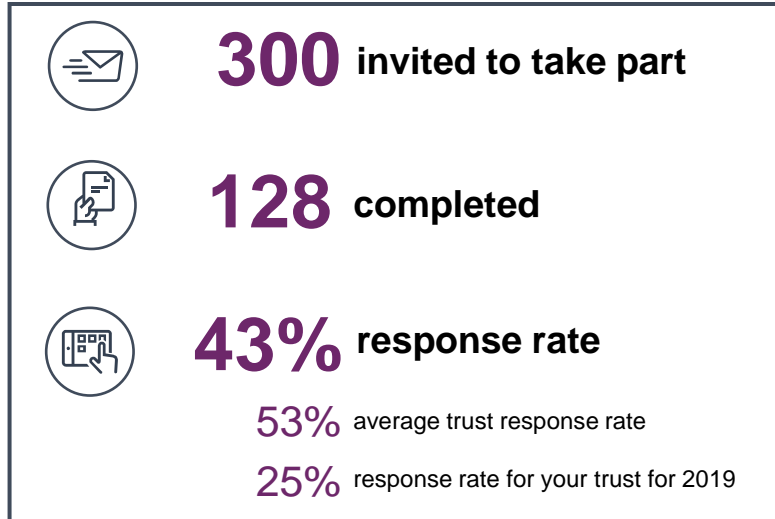 300 invited to take part
128 completed
43% response rate
53% average trust response rate
25% response rate for your trust for 2019